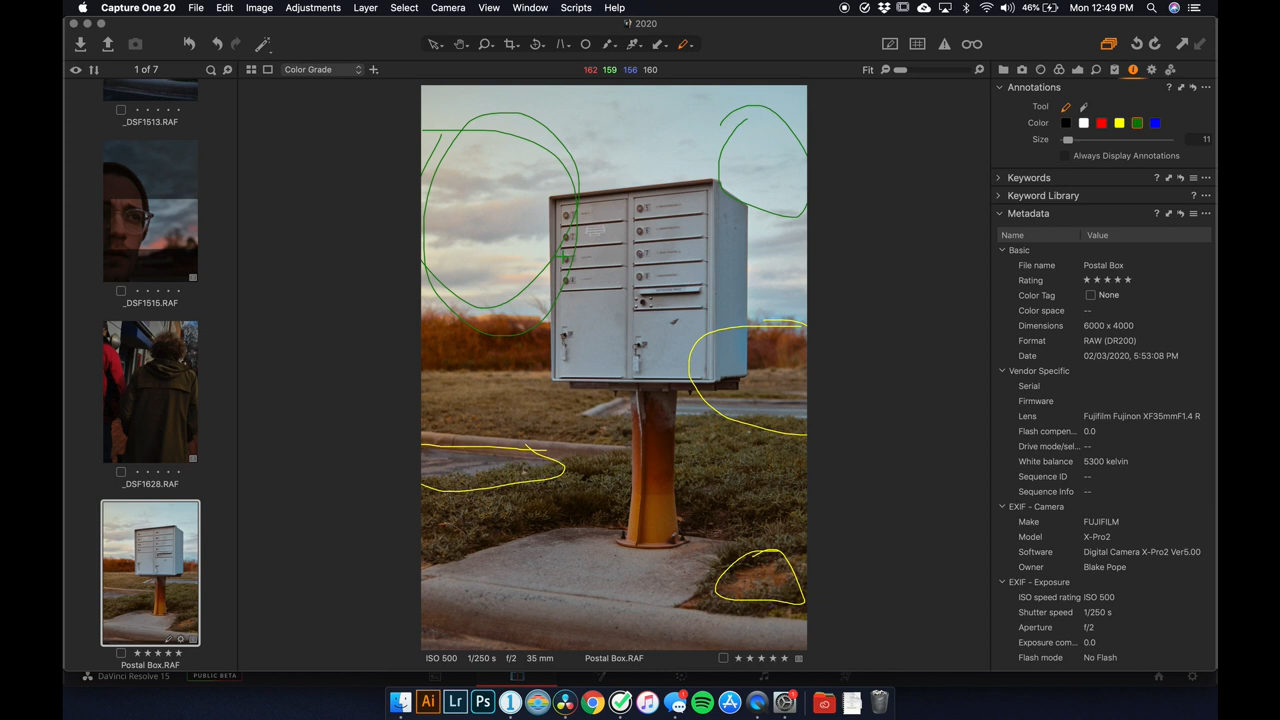 Capture One 20 File Edit Image Adjustments Layer Select Camera View Window Scripts Help 46% Mon 12:49 PM
2020
1 of 7 Color Grade 162 159 156 160 Fit
_DSF1513.RAF
_DSF1515.RAF
_DSF1628.RAF
Postal Box.RAF
ISO 500 1/250 s f/2 35 mm Postal Box.RAF
Annotations ?
Tool
Color
Size 11
Always Display Annotations
Keywords ?
Keyword Library ?
Metadata ?
Name Value
Basic
File name Postal Box
Rating
Color Tag None
Color space --
Dimensions 6000 x 4000
Format RAW (DR200)
Date 02/03/2020, 5:53:08 PM
Vendor Specific
Serial
Firmware
Lens Fujifilm Fujinon XF35mmF1.4 R
Flash compen... 0.0
Drive mode/sel... --
White balance 5300 kelvin
Sequence ID --
Sequence Info --
EXIF - Camera
Make FUJIFILM
Model X-Pro2
Software Digital Camera X-Pro2 Ver5.00
Owner Blake Pope
EXIF - Exposure
ISO speed rating ISO 500
Shutter speed 1/250 s
Aperture f/2
Exposure com... 0.0
Flash mode No Flash
DaVinci Resolve 15 PUBLIC BETA
Ai Lr Ps 1